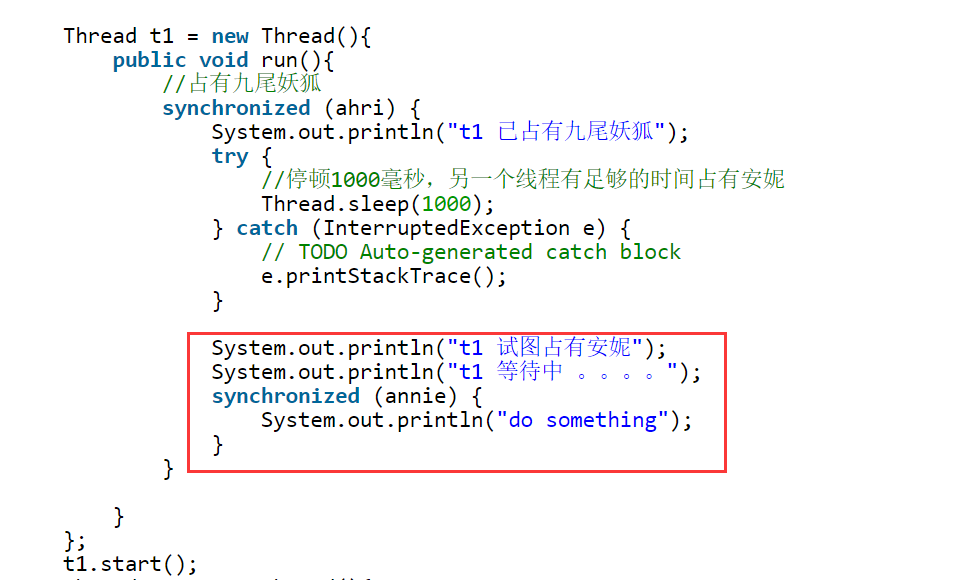 Thread t1 = new Thread(){
public void run(){
//占有九尾妖狐
synchronized (ahri) {
System.out.println("t1 已占有九尾妖狐");
try {
//停顿1000毫秒，另一个线程有足够的时间占有安妮
Thread.sleep(1000);
} catch (InterruptedException e) {
// TODO Auto-generated catch block
e.printStackTrace();
}
System.out.println("t1 试图占有安妮");
System.out.println("t1 等待中 。。。。");
synchronized (annie) {
System.out.println("do something");
}
}
}
};
t1.start();